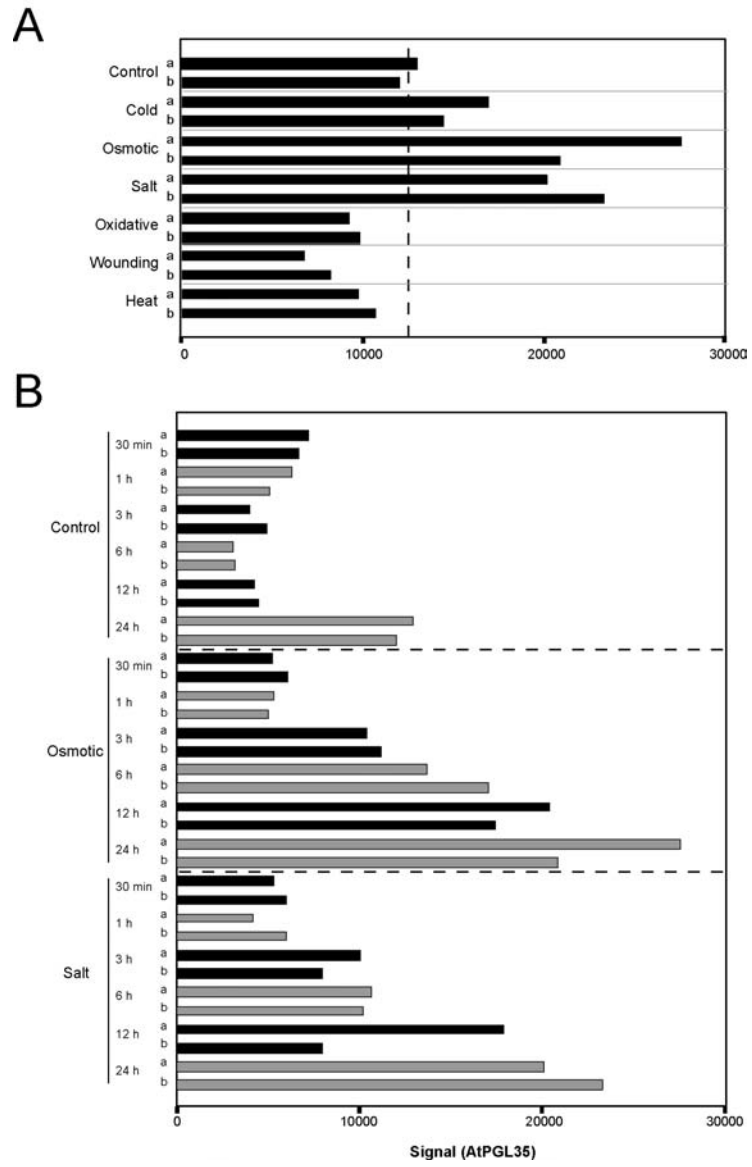 A
Control a
b
Cold a
b
Osmotic a
b
Salt a
b
Oxidative a
b
Wounding a
b
Heat a
b
0 10000 20000 30000
B
Control
30 min a
b
1 h a
b
3 h a
b
6 h a
b
12 h a
b
24 h a
b
Osmotic
30 min a
b
1 h a
b
3 h a
b
6 h a
b
12 h a
b
24 h a
b
Salt
30 min a
b
1 h a
b
3 h a
b
6 h a
b
12 h a
b
24 h a
b
0 10000 20000 30000
Signal (AtPGL35)